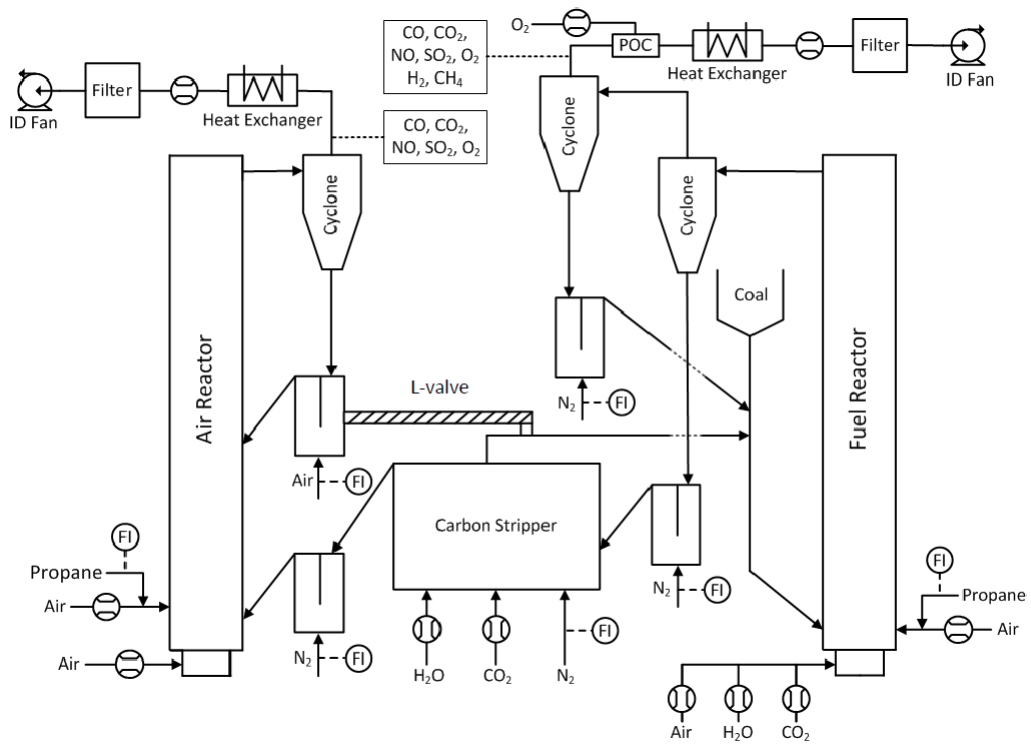 O₂
CO, CO₂,
NO, SO₂, O₂
H₂, CH₄
POC
Heat Exchanger
Filter
ID Fan
Filter
Heat Exchanger
ID Fan
CO, CO₂,
NO, SO₂, O₂
Cyclone
Cyclone
Cyclone
Coal
Air Reactor
L-valve
Fuel Reactor
N₂
FI
Air
FI
Carbon Stripper
FI
Propane
Air
N₂
FI
FI
Propane
Air
Air
N₂
FI
FI
H₂O
CO₂
N₂
Air
H₂O
CO₂